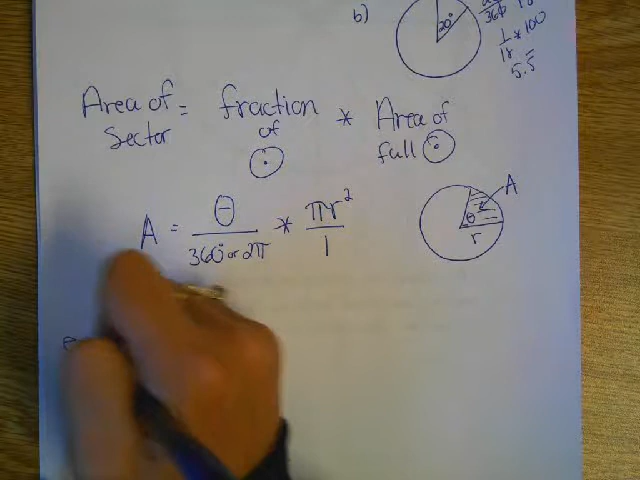 b)
20°
1/18 * 100
5.5
Area of Sector = fraction of ⊙ * Area of full ⊙
A = θ/360° or 2π * πr²/1
A
θ
r